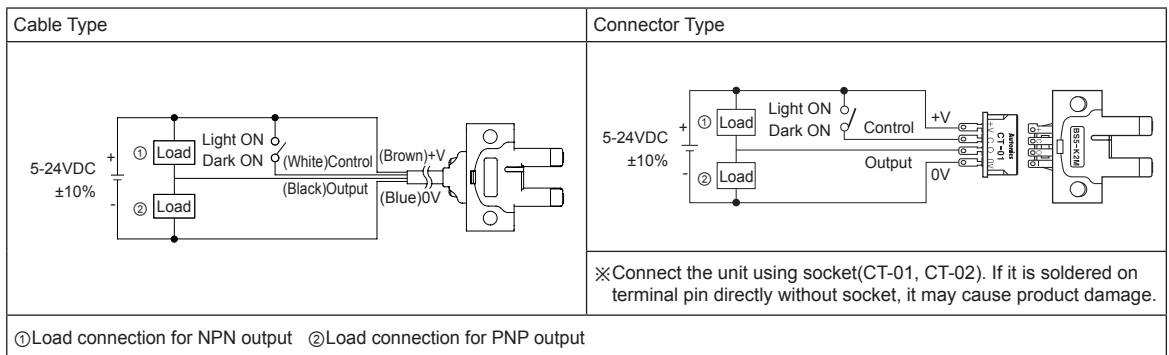 Cable Type
5-24VDC
±10%
+
-
① Load
② Load
Light ON
Dark ON
(White)Control
(Brown)+V
(Black)Output
(Blue)0V
Connector Type
5-24VDC
±10%
+
-
① Load
② Load
Light ON
Dark ON
Control
+V
Output
0V
Autonics
CT-01
BS5-K2M
※Connect the unit using socket(CT-01, CT-02). If it is soldered on
terminal pin directly without socket, it may cause product damage.
①Load connection for NPN output ②Load connection for PNP output